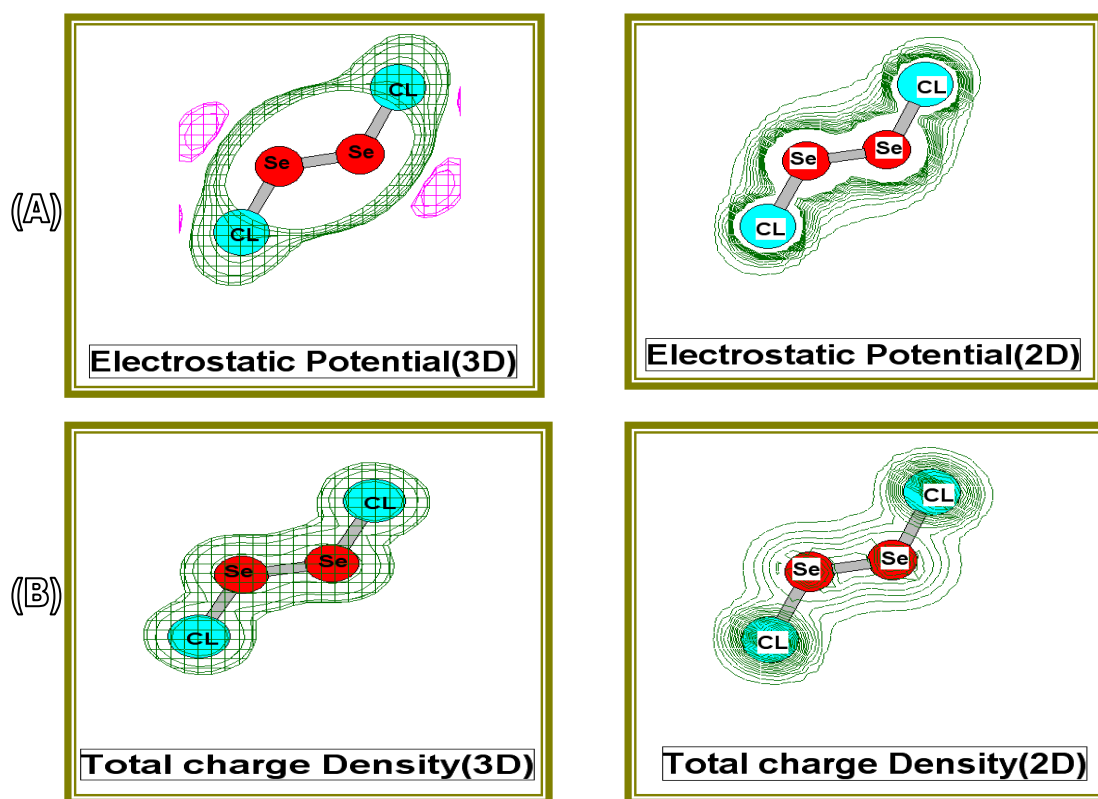 CL
Se
Se
CL
(A)
Electrostatic Potential(3D)
CL
Se
Se
CL
Electrostatic Potential(2D)
CL
Se
Se
CL
(B)
Total charge Density(3D)
CL
Se
Se
CL
Total charge Density(2D)